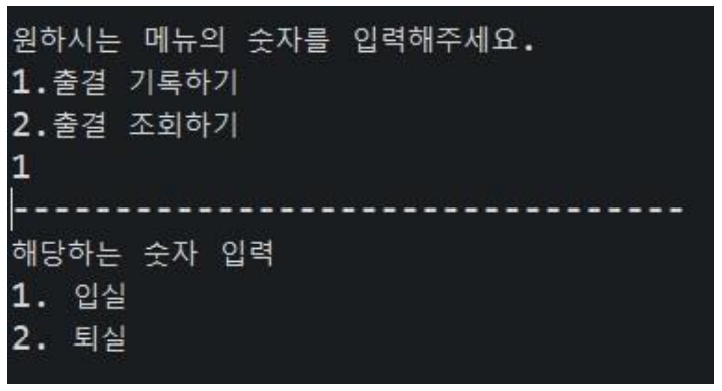 원하시는 메뉴의 숫자를 입력해주세요.
1.출결 기록하기
2.출결 조회하기
1
---------------------------------
해당하는 숫자 입력
1. 입실
2. 퇴실